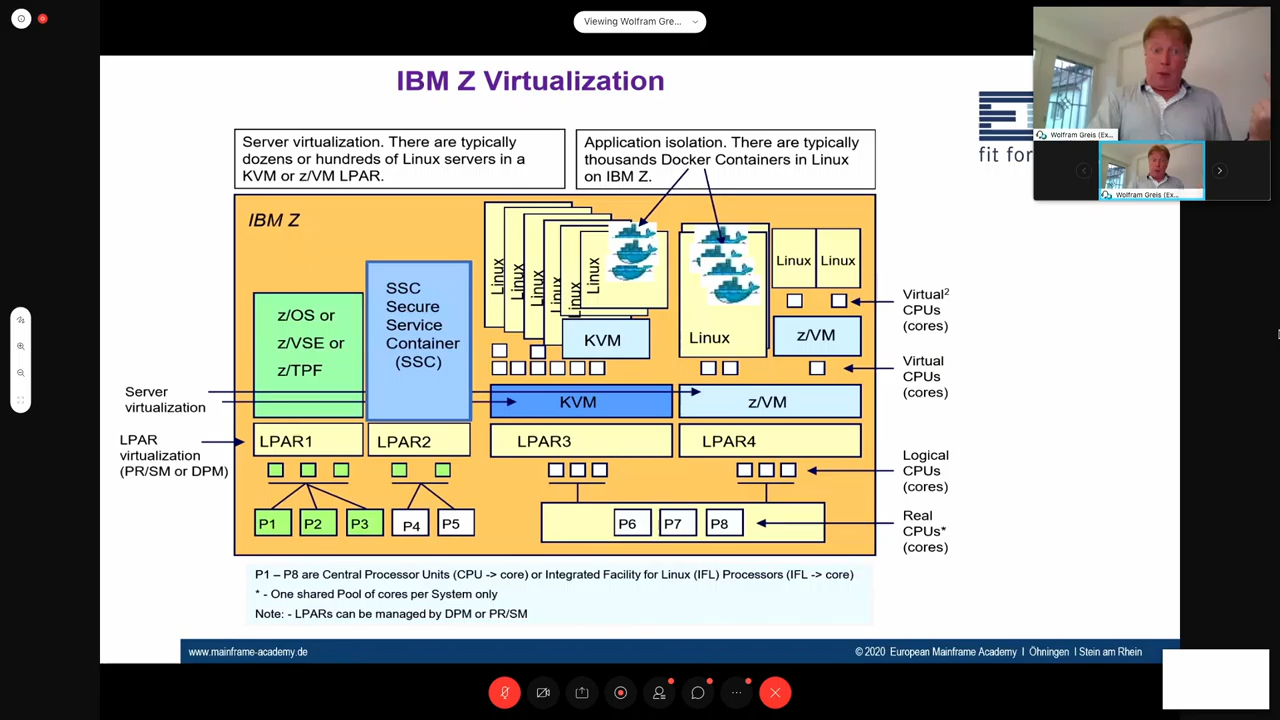 Viewing Wolfram Gre...
Wolfram Greis (Ex...
Wolfram Greis (Ex...
IBM Z Virtualization
fit for
Server virtualization. There are typically
dozens or hundreds of Linux servers in a
KVM or z/VM LPAR.
Application isolation. There are typically
thousands Docker Containers in Linux
on IBM Z.
IBM Z
z/OS or
z/VSE or
z/TPF
SSC
Secure
Service
Container
(SSC)
Linux
Linux
Linux
Linux
Linux
Linux
KVM
Linux
Linux
Linux
z/VM
Virtual2
CPUs
(cores)
Virtual
CPUs
(cores)
Server
virtualization
KVM
z/VM
LPAR
virtualization
(PR/SM or DPM)
LPAR1
LPAR2
LPAR3
LPAR4
Logical
CPUs
(cores)
P1
P2
P3
P4
P5
P6
P7
P8
Real
CPUs*
(cores)
P1 – P8 are Central Processor Units (CPU -> core) or Integrated Facility for Linux (IFL) Processors (IFL -> core)
* - One shared Pool of cores per System only
Note: - LPARs can be managed by DPM or PR/SM
www.mainframe-academy.de
© 2020 European Mainframe Academy I Öhningen I Stein am Rhein